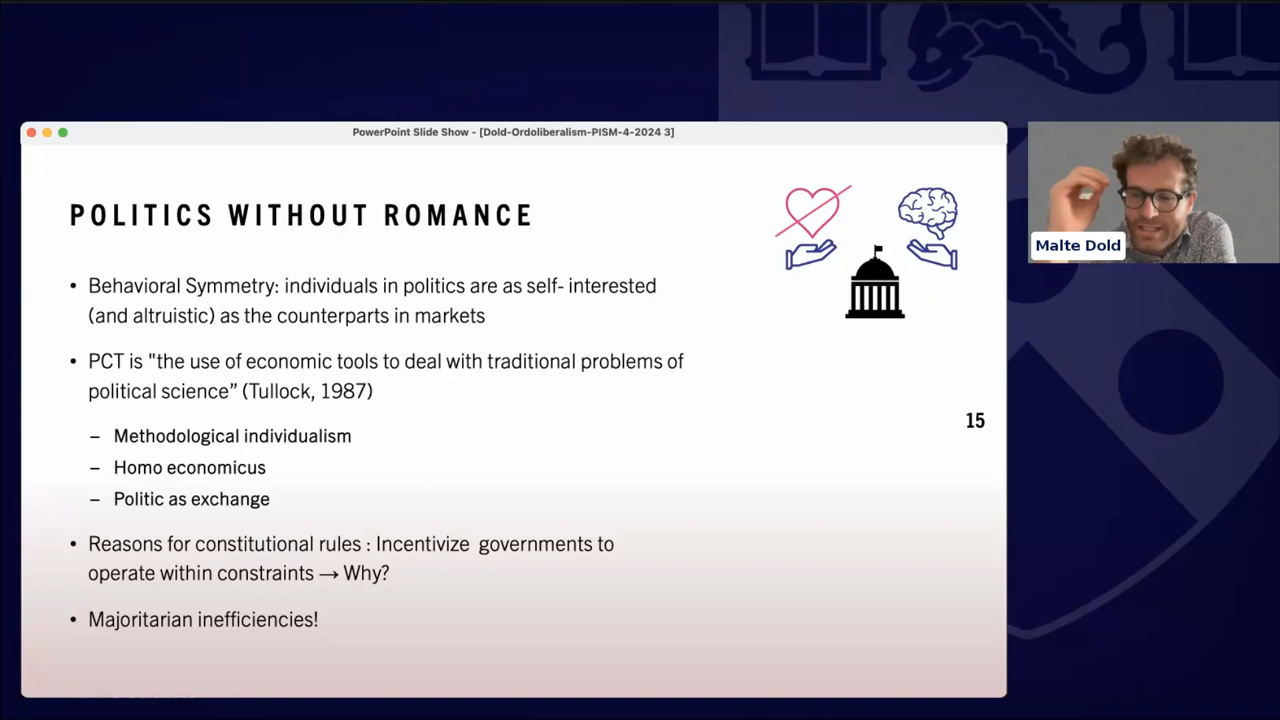 PowerPoint Slide Show - [Dold-Ordoliberalism-PISM-4-2024 3]
POLITICS WITHOUT ROMANCE
• Behavioral Symmetry: individuals in politics are as self- interested
(and altruistic) as the counterparts in markets
• PCT is "the use of economic tools to deal with traditional problems of
political science” (Tullock, 1987)
– Methodological individualism
– Homo economicus
– Politic as exchange
• Reasons for constitutional rules : Incentivize governments to
operate within constraints → Why?
• Majoritarian inefficiencies!
15
Malte Dold